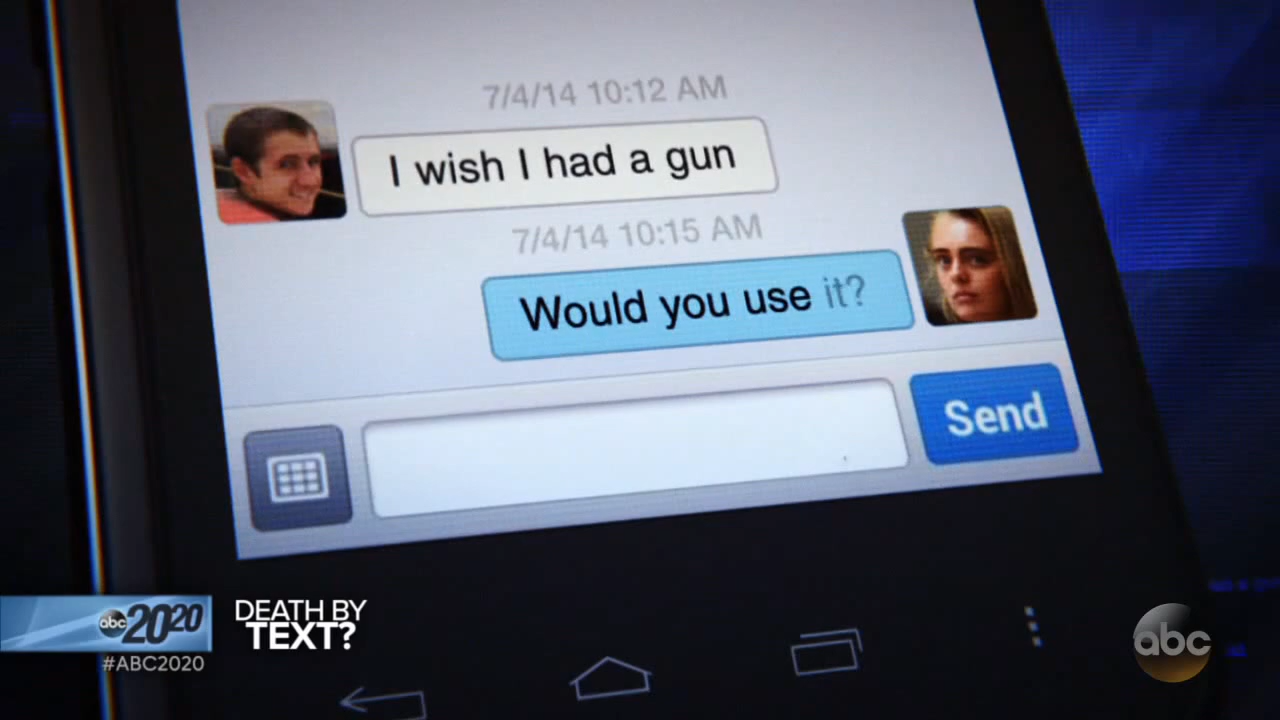 7/4/14 10:12 AM
I wish I had a gun
7/4/14 10:15 AM
Would you use it?
Send
abc 20/20
#ABC2020
DEATH BY
TEXT?
abc